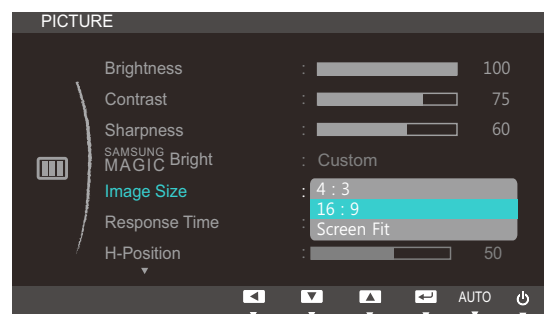 PICTURE
Brightness : 100
Contrast : 75
Sharpness : 60
SAMSUNG
MAGIC Bright : Custom
Image Size : 4 : 3
16 : 9
Response Time : Screen Fit
H-Position : 50
AUTO